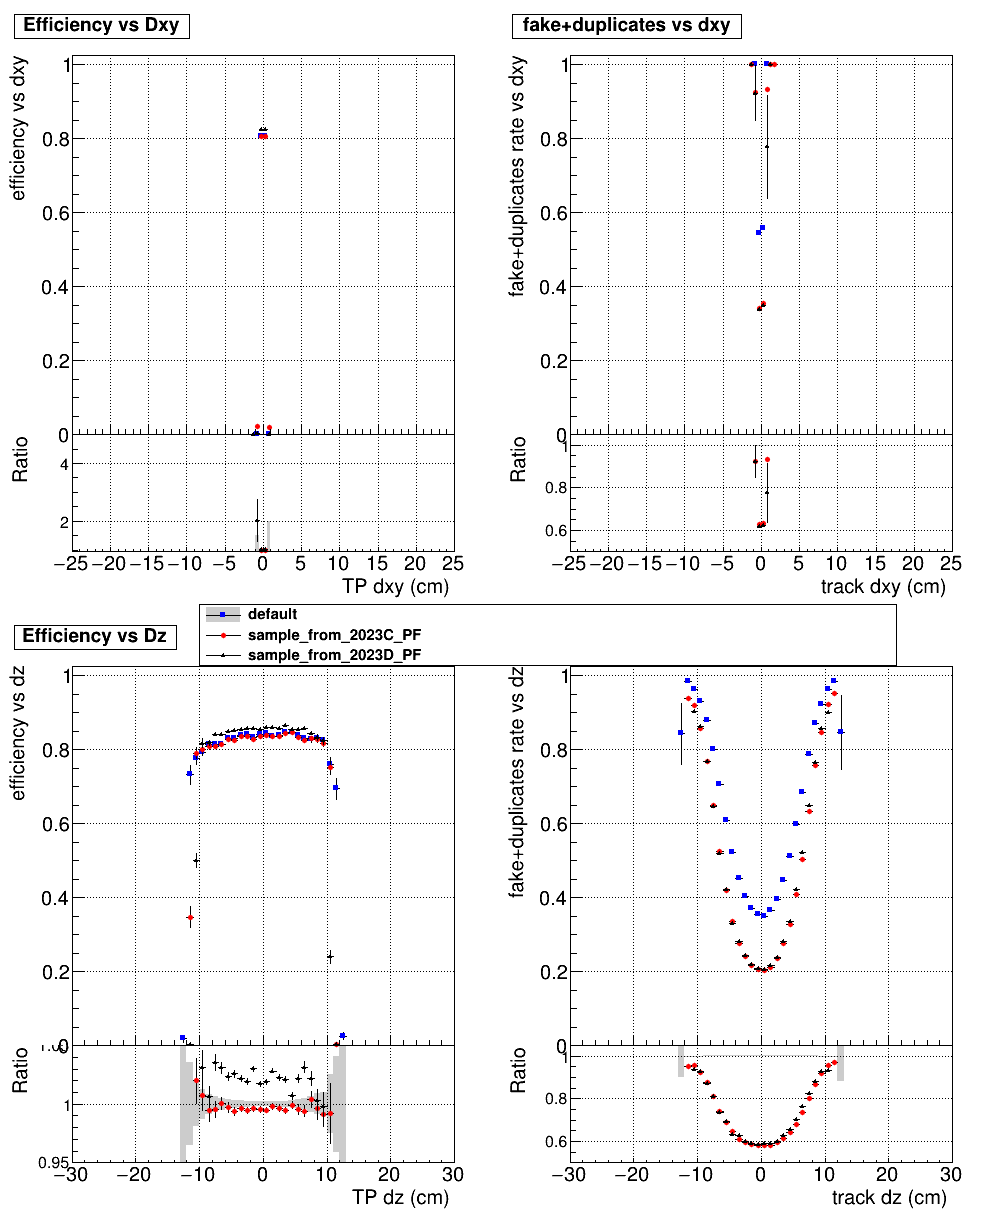 Efficiency vs Dxy
efficiency vs dxy
1
0.8
0.6
0.4
0.2
0
Ratio
4
2
−25 −20 −15 −10 −5 0 5 10 15 20 25
TP dxy (cm)
fake+duplicates vs dxy
fake+duplicates rate vs dxy
1
0.8
0.6
0.4
0.2
0
Ratio
1
0.8
0.6
−25 −20 −15 −10 −5 0 5 10 15 20 25
track dxy (cm)
default
sample_from_2023C_PF
sample_from_2023D_PF
Efficiency vs Dz
efficiency vs dz
1
0.8
0.6
0.4
0.2
0
Ratio
1
0.95
−30 −20 −10 0 10 20 30
TP dz (cm)
fake+duplicates rate vs dz
1
0.8
0.6
0.4
0.2
0
Ratio
1
0.8
0.6
−30 −20 −10 0 10 20 30
track dz (cm)